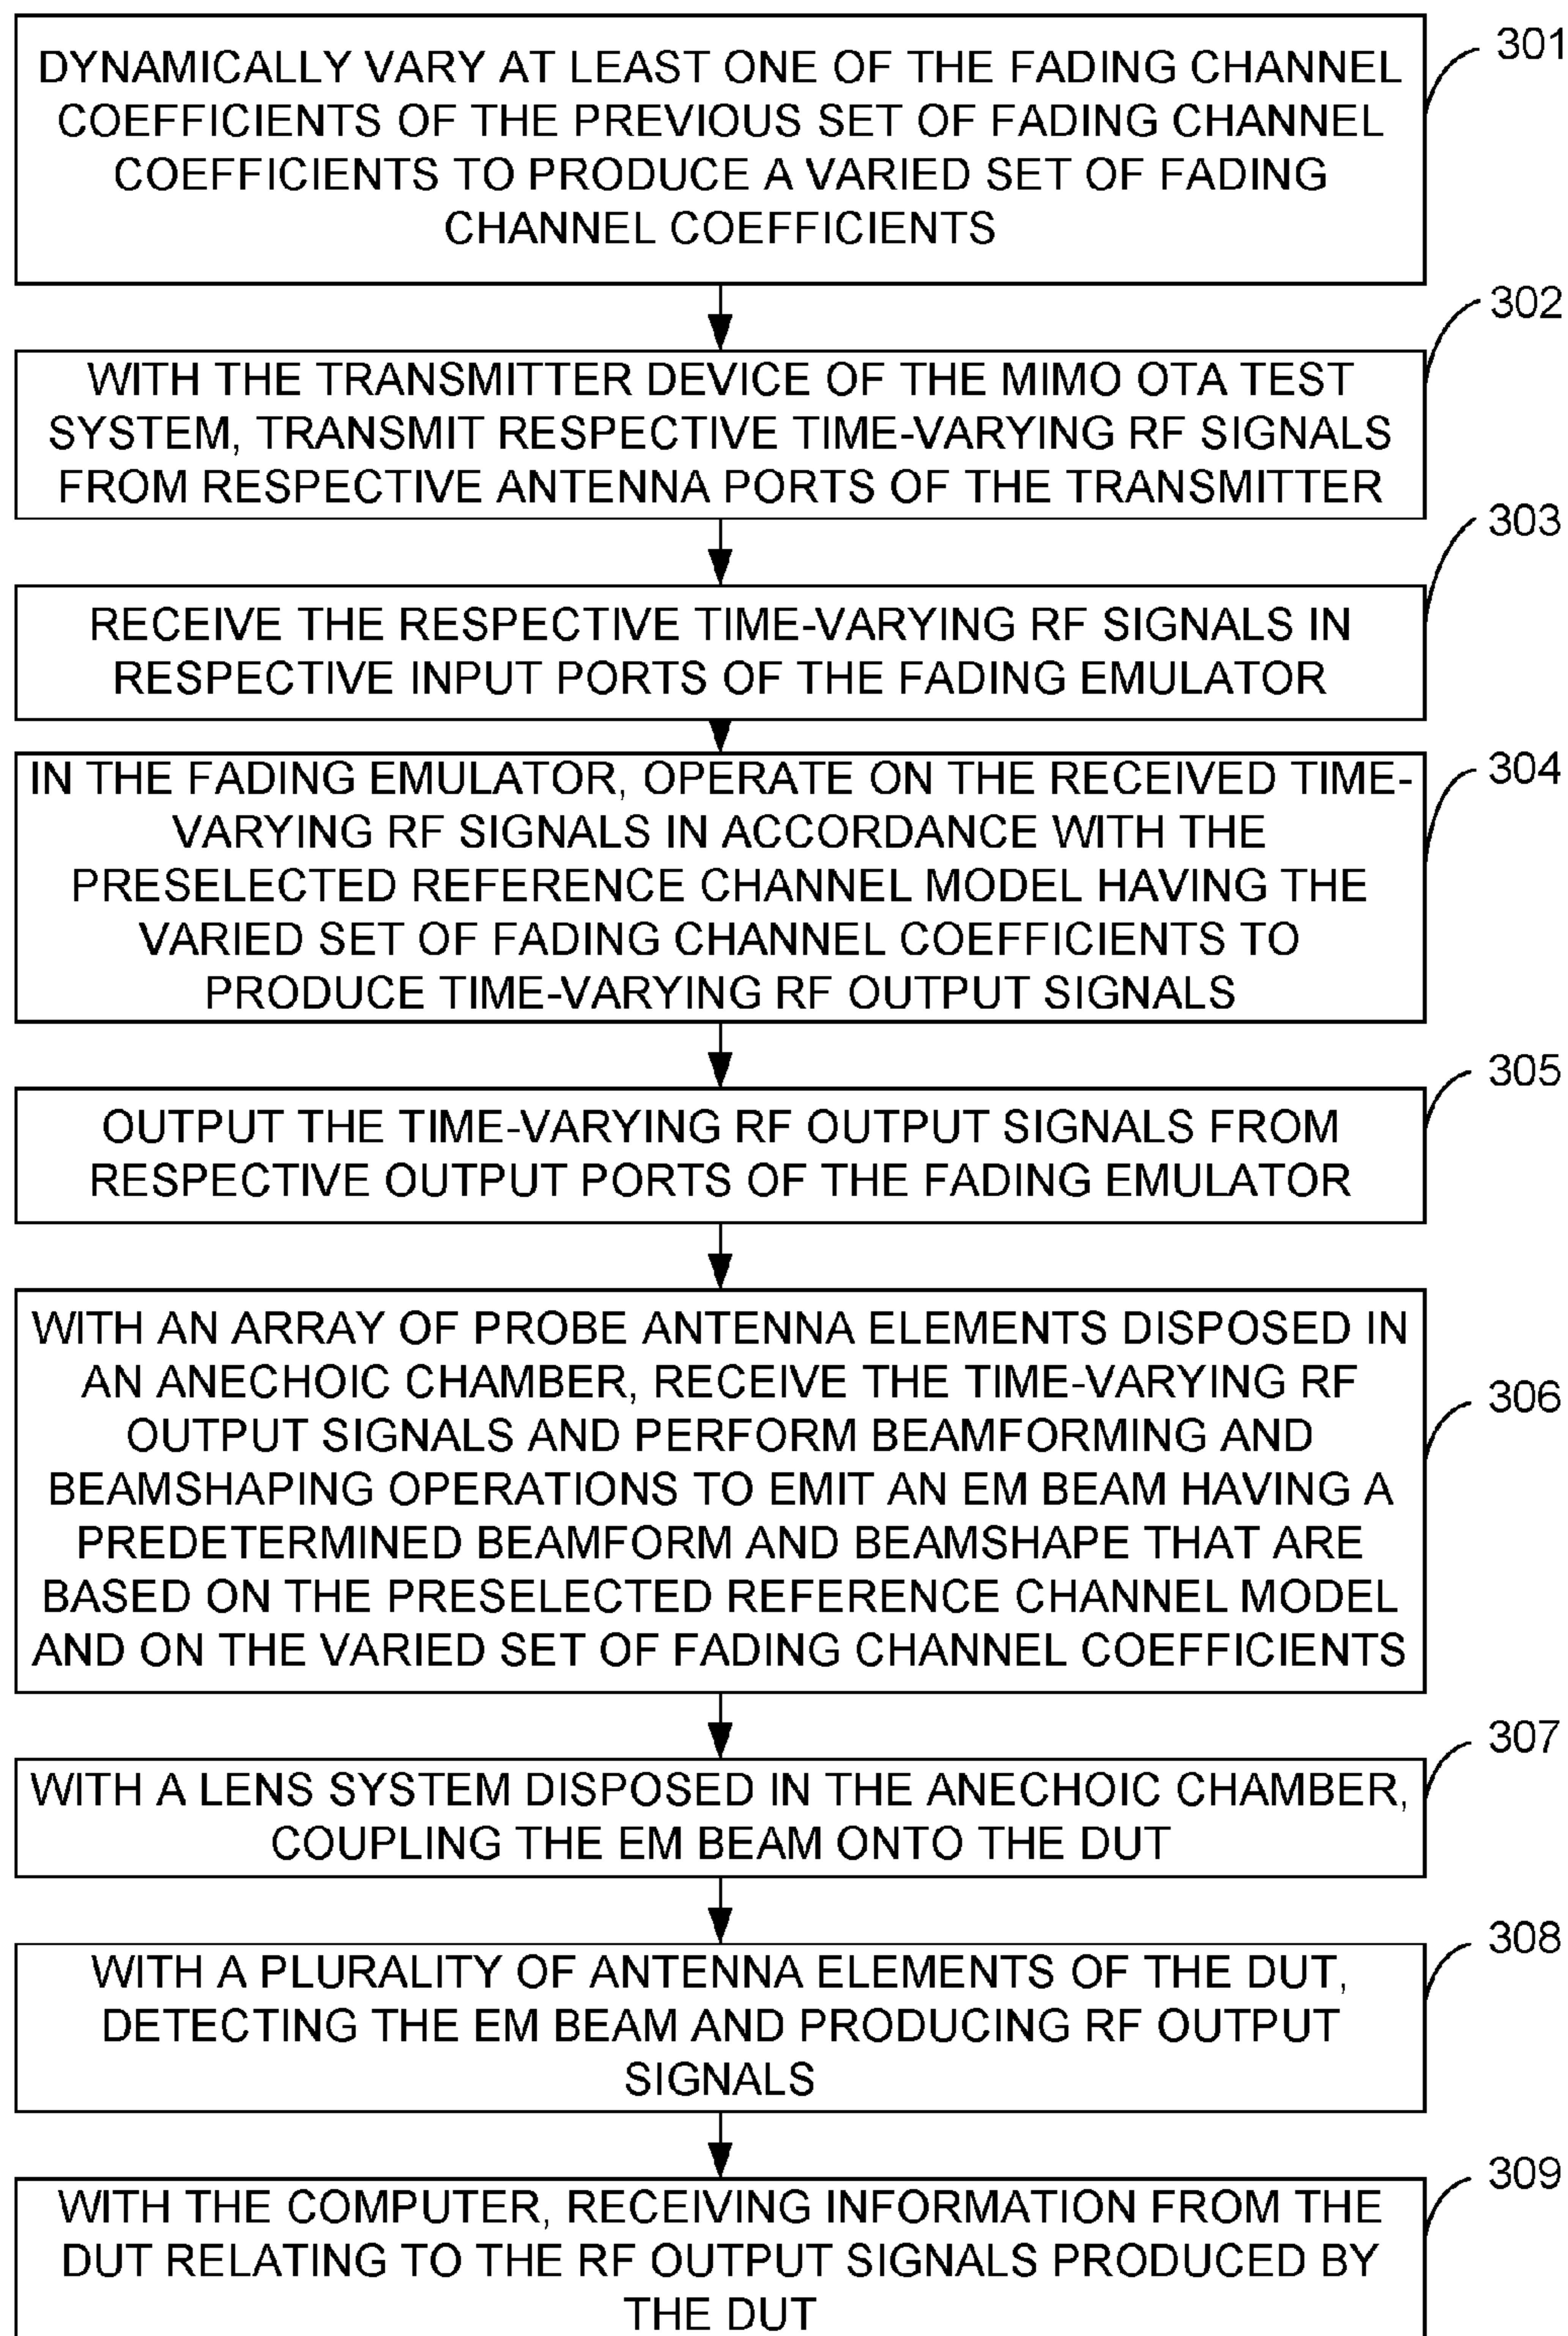 DYNAMICALLY VARY AT LEAST ONE OF THE FADING CHANNEL
COEFFICIENTS OF THE PREVIOUS SET OF FADING CHANNEL
COEFFICIENTS TO PRODUCE A VARIED SET OF FADING
CHANNEL COEFFICIENTS
301
WITH THE TRANSMITTER DEVICE OF THE MIMO OTA TEST
SYSTEM, TRANSMIT RESPECTIVE TIME-VARYING RF SIGNALS
FROM RESPECTIVE ANTENNA PORTS OF THE TRANSMITTER
302
RECEIVE THE RESPECTIVE TIME-VARYING RF SIGNALS IN
RESPECTIVE INPUT PORTS OF THE FADING EMULATOR
303
IN THE FADING EMULATOR, OPERATE ON THE RECEIVED TIME-
VARYING RF SIGNALS IN ACCORDANCE WITH THE
PRESELECTED REFERENCE CHANNEL MODEL HAVING THE
VARIED SET OF FADING CHANNEL COEFFICIENTS TO
PRODUCE TIME-VARYING RF OUTPUT SIGNALS
304
OUTPUT THE TIME-VARYING RF OUTPUT SIGNALS FROM
RESPECTIVE OUTPUT PORTS OF THE FADING EMULATOR
305
WITH AN ARRAY OF PROBE ANTENNA ELEMENTS DISPOSED IN
AN ANECHOIC CHAMBER, RECEIVE THE TIME-VARYING RF
OUTPUT SIGNALS AND PERFORM BEAMFORMING AND
BEAMSHAPING OPERATIONS TO EMIT AN EM BEAM HAVING A
PREDETERMINED BEAMFORM AND BEAMSHAPE THAT ARE
BASED ON THE PRESELECTED REFERENCE CHANNEL MODEL
AND ON THE VARIED SET OF FADING CHANNEL COEFFICIENTS
306
WITH A LENS SYSTEM DISPOSED IN THE ANECHOIC CHAMBER,
COUPLING THE EM BEAM ONTO THE DUT
307
WITH A PLURALITY OF ANTENNA ELEMENTS OF THE DUT,
DETECTING THE EM BEAM AND PRODUCING RF OUTPUT
SIGNALS
308
WITH THE COMPUTER, RECEIVING INFORMATION FROM THE
DUT RELATING TO THE RF OUTPUT SIGNALS PRODUCED BY
THE DUT
309